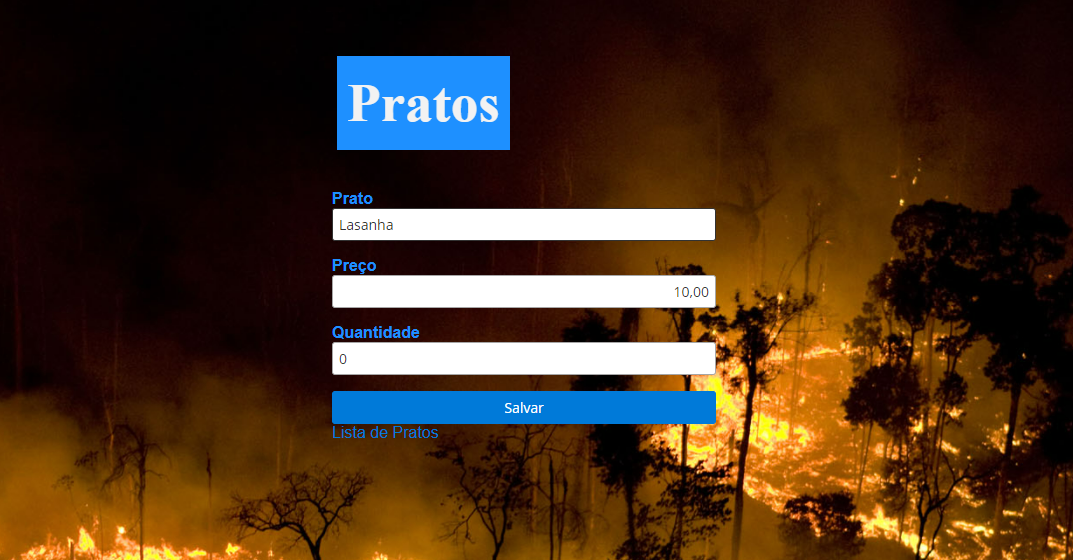 Pratos
Prato
Lasanha
Preço
10,00
Quantidade
0
Salvar
Lista de Pratos